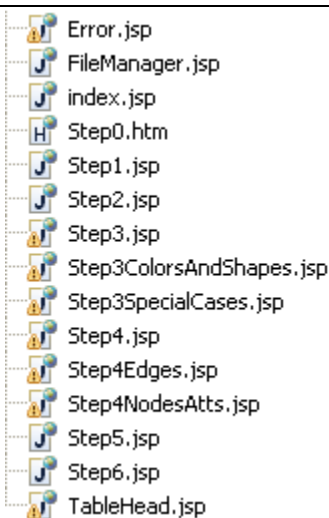 Error.jsp
FileManager.jsp
index.jsp
Step0.htm
Step1.jsp
Step2.jsp
Step3.jsp
Step3ColorsAndShapes.jsp
Step3SpecialCases.jsp
Step4.jsp
Step4Edges.jsp
Step4NodesAtts.jsp
Step5.jsp
Step6.jsp
TableHead.jsp